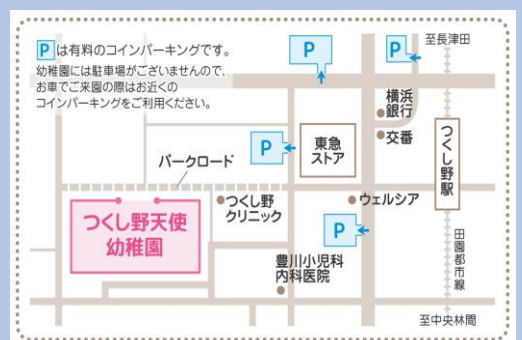 Pは有料のコインパーキングです。
幼稚園には駐車場がございませんので、
お車でご来園の際はお近くの
コインパーキングをご利用ください。
P
P
至長津田
横浜
銀行
交番
P
東急
ストア
つくし野駅
パークロード
つくし野天使
幼稚園
つくし野
クリニック
ウェルシア
P
豊川小児科
内科医院
田園都市線
至中央林間